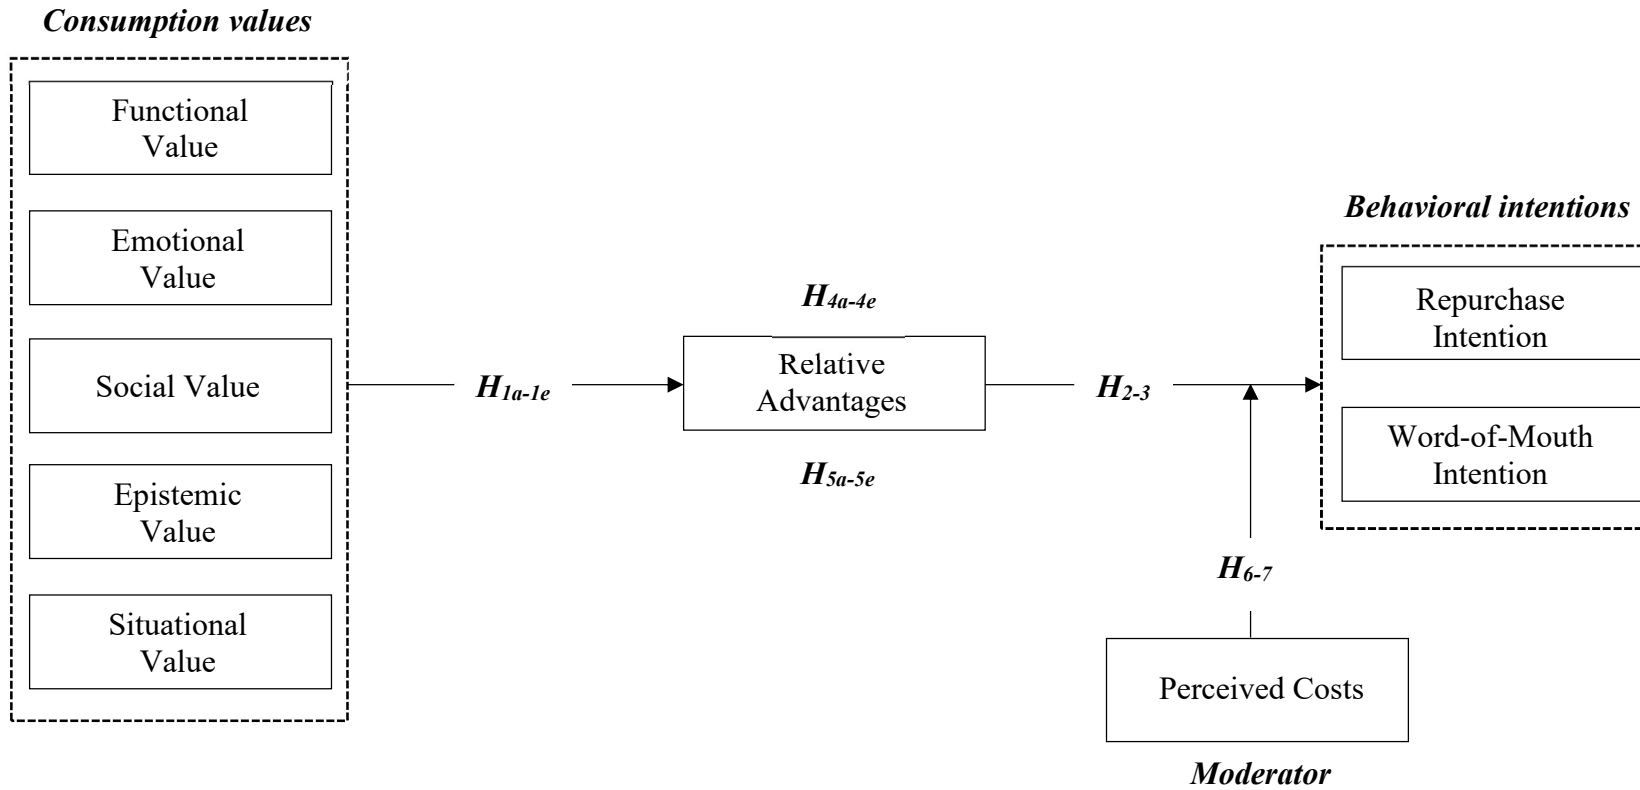 Consumption values
Functional
Value
Emotional
Value
Social Value
Epistemic
Value
Situational
Value
H1a-1e
H4a-4e
Relative
Advantages
H5a-5e
H2-3
Behavioral intentions
Repurchase
Intention
Word-of-Mouth
Intention
H6-7
Perceived Costs
Moderator